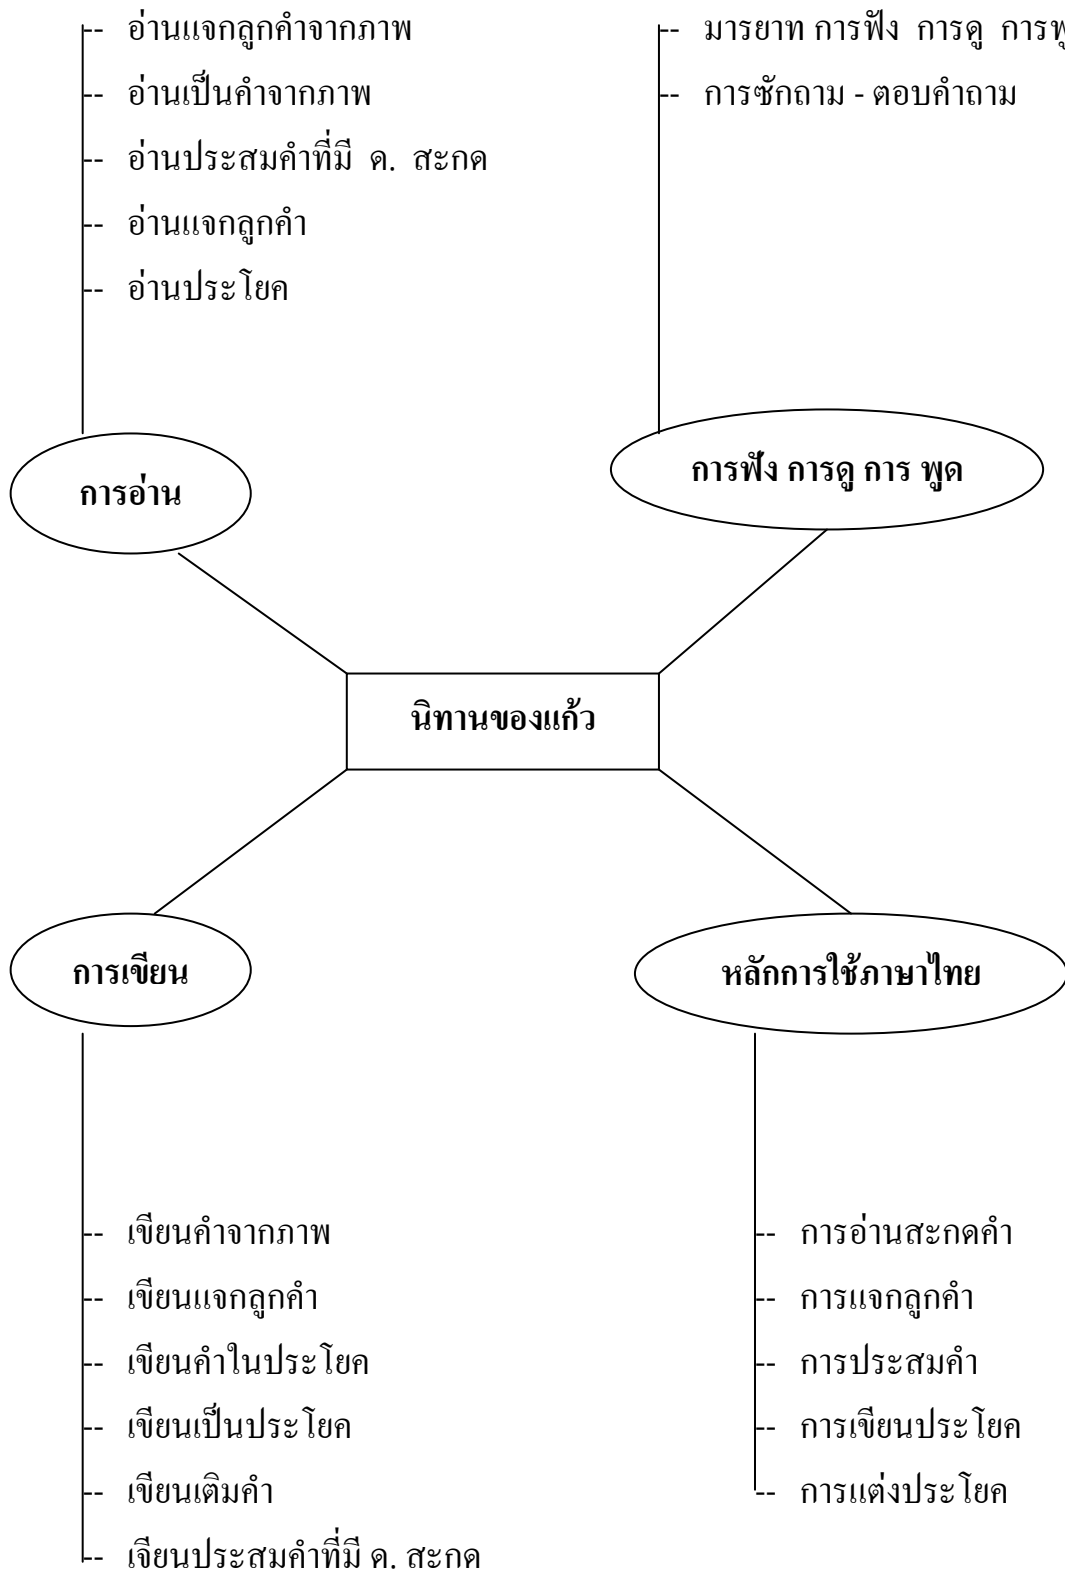 -- อ่านแจกลูกคำจากภาพ
-- อ่านเป็นคำจากภาพ
-- อ่านประสมคำที่มี ด. สะกด
-- อ่านแจกลูกคำ
-- อ่านประโยค
-- มารยาท การฟัง การดู
-- การซักถาม - ตอบคำถาม
การอ่าน
การฟัง การดู การ พูด
นิทานของแก้ว
การเขียน
หลักการใช้ภาษาไทย
-- เขียนคำจากภาพ
-- เขียนแจกลูกคำ
-- เขียนคำในประโยค
-- เขียนเป็นประโยค
-- เขียนเติมคำ
-- เจียนประสมคำที่มี ด. สะกด
-- การอ่านสะกดคำ
-- การแจกลูกคำ
-- การประสมคำ
-- การเขียนประโยค
-- การแต่งประโยค